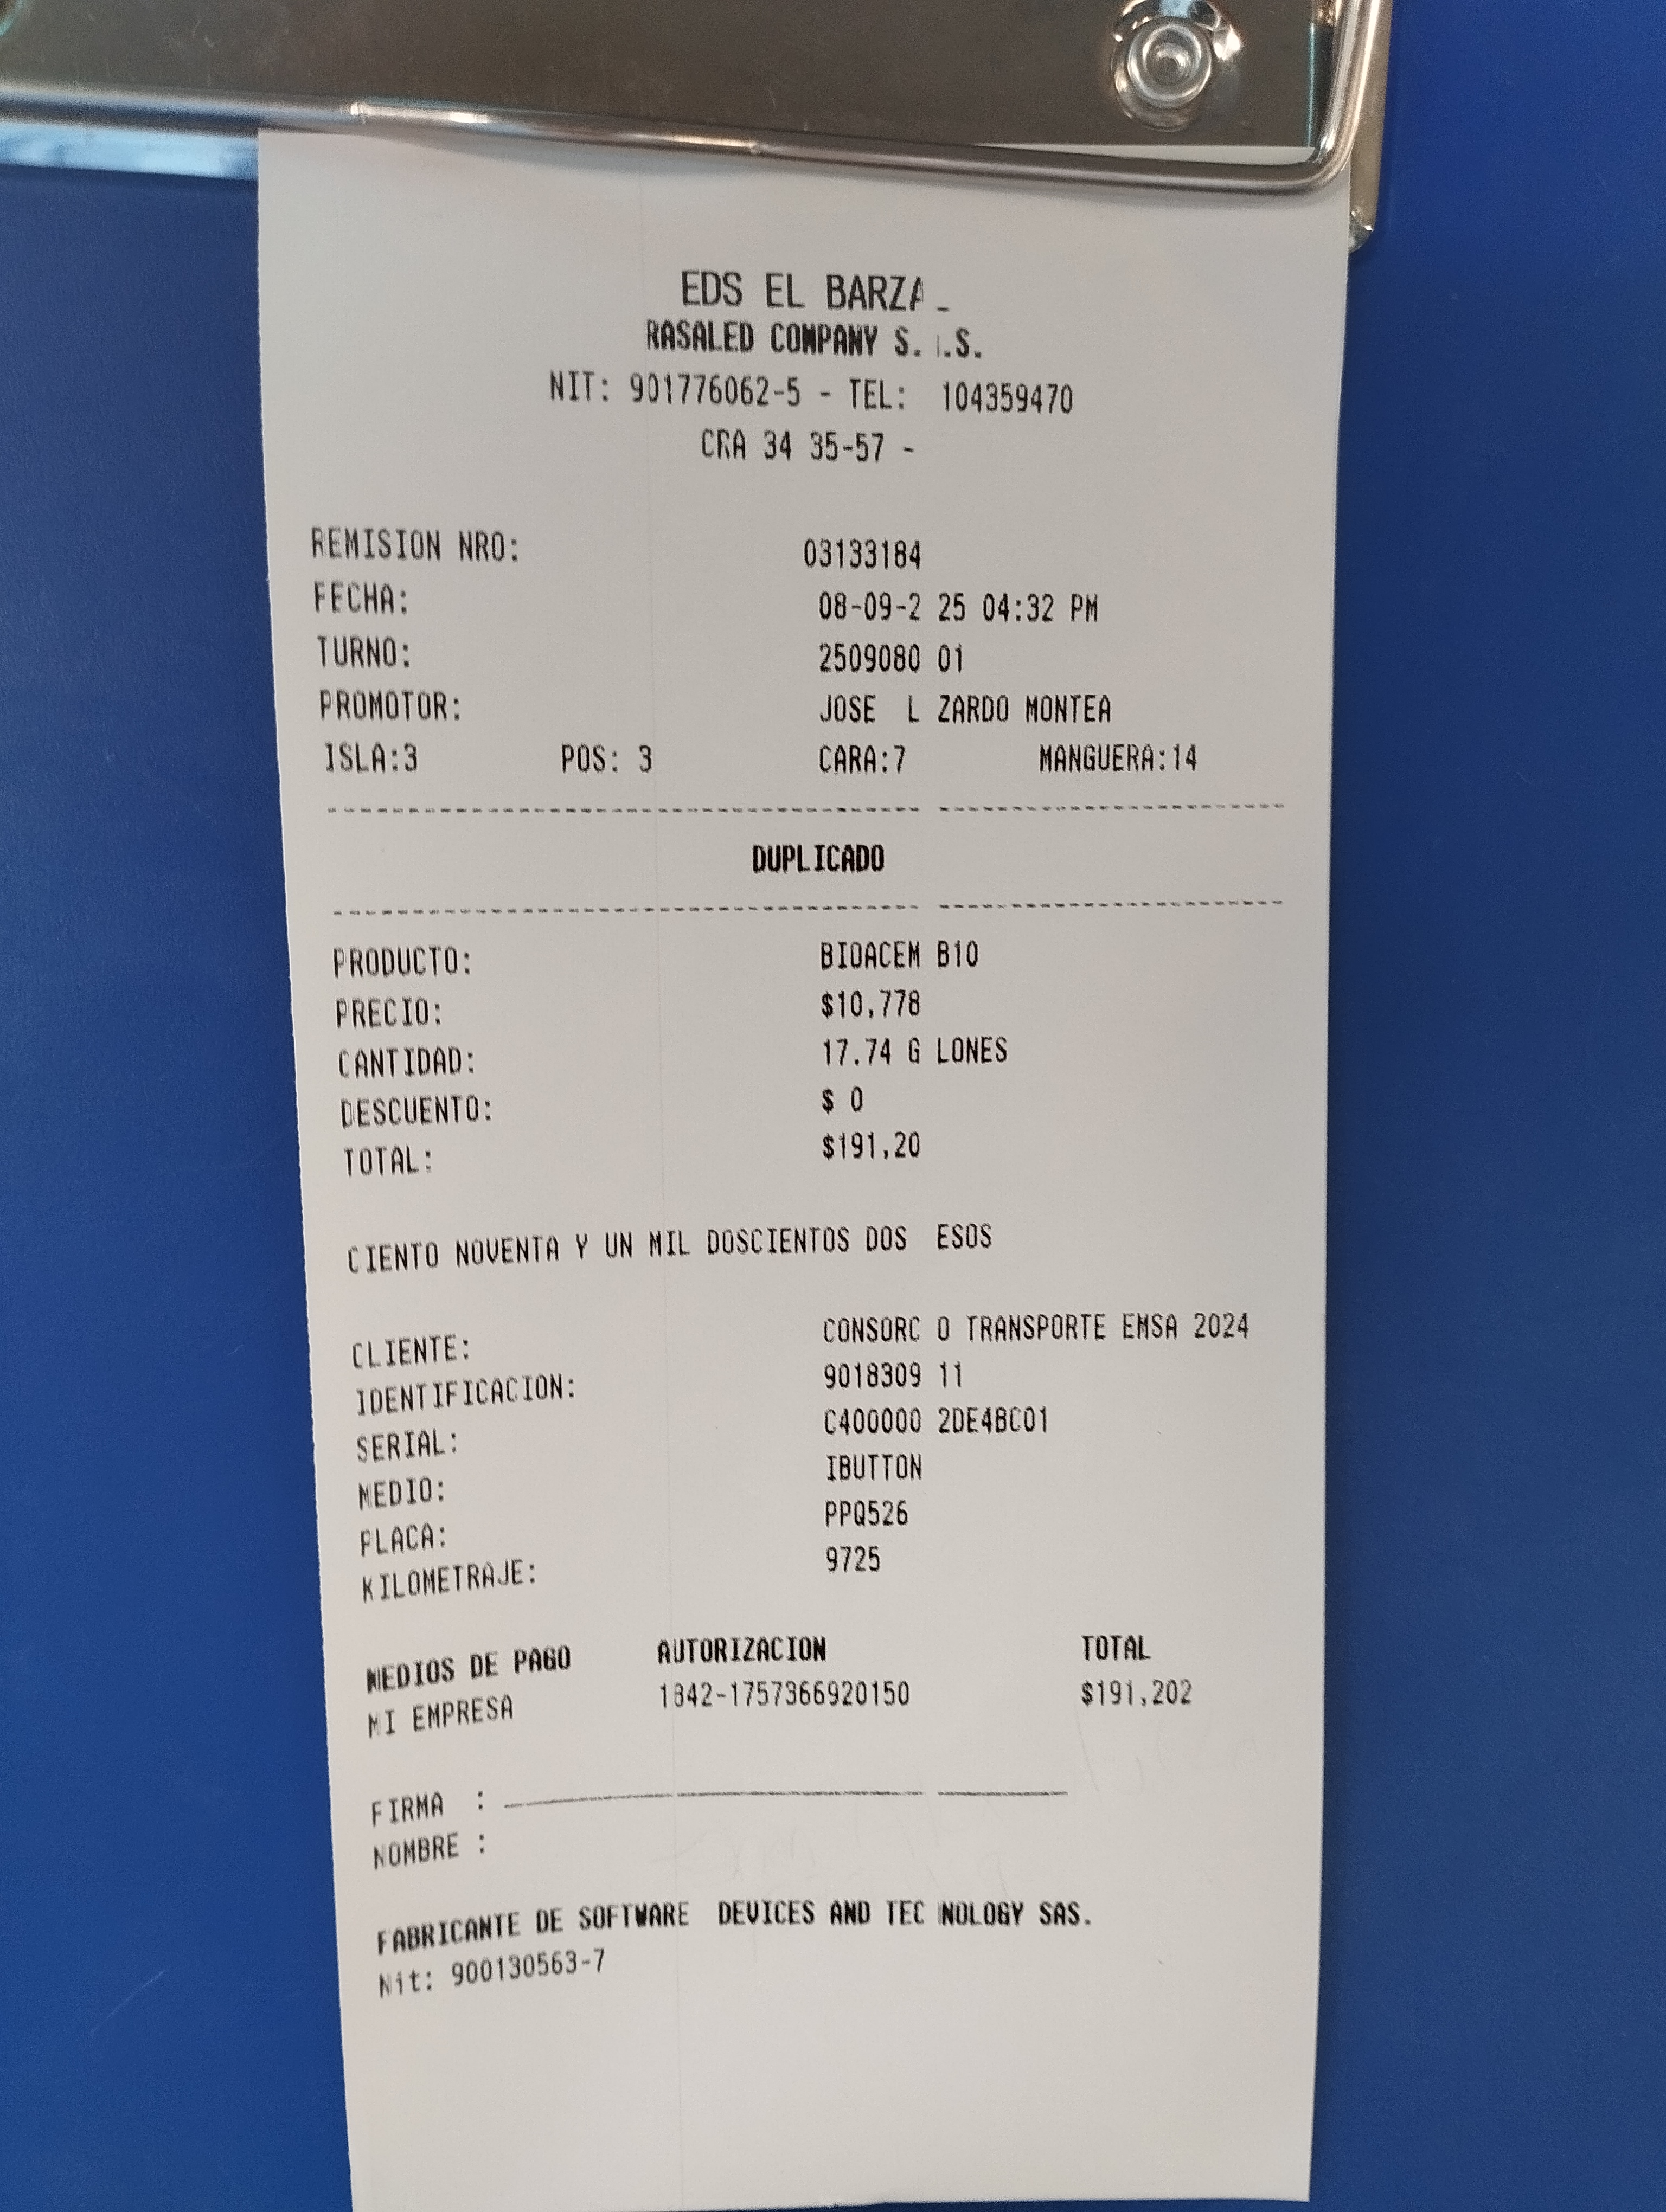 EDS EL BARZA
RASALED COMPANY S. .S.
NIT: 901776062-5 - TEL: 104359470
CRA 34 35-57 -
REMISION NRO: 03133184
FECHA: 08-09-2 25 04:32 PM
TURNO: 2509080 01
PROMOTOR: JOSE L ZARDO MONTEA
ISLA:3 POS: 3 CARA:7 MANGUERA:14
DUPLICADO
PRODUCTO: BIOACEM B10
PRECIO: $10,778
CANTIDAD: 17.74 G LONES
DESCUENTO: $ 0
TOTAL: $191,20
CIENTO NOVENTA Y UN MIL DOSCIENTOS DOS ESOS
CLIENTE: CONSORC O TRANSPORTE EMSA 2024
IDENTIFICACION: 9018309 11
SERIAL: C400000 2DE4BC01
MEDIO: IBUTTON
PLACA: PPQ526
KILOMETRAJE: 9725
MEDIOS DE PAGO AUTORIZACION TOTAL
MI EMPRESA 1842-1757366920150 $191,202
FIRMA :
NOMBRE :
FABRICANTE DE SOFTWARE DEVICES AND TEC NOLOGY SAS.
Nit: 900130563-7